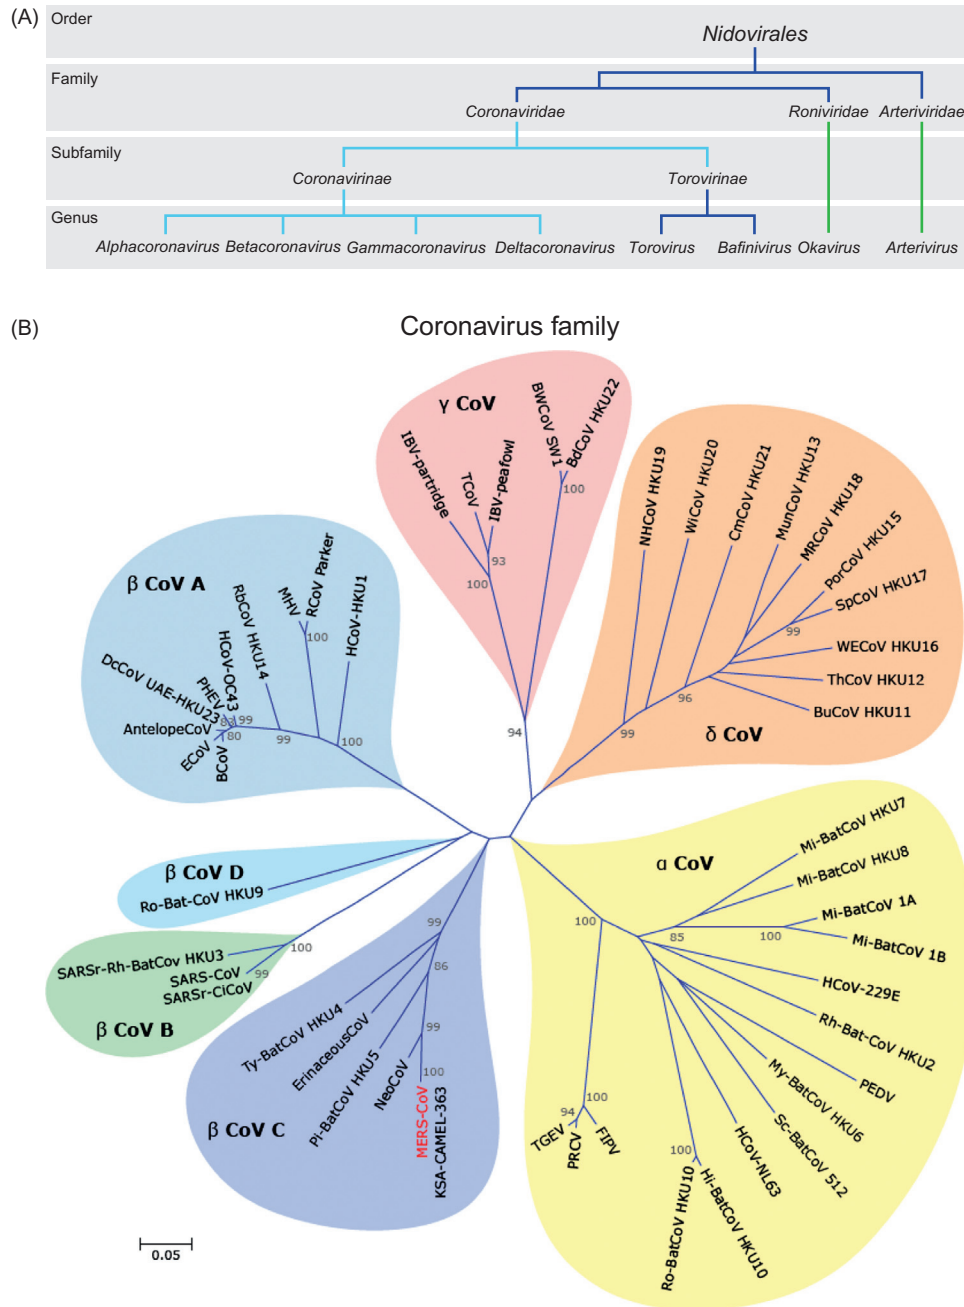 (A)
Order
Nidovirales
Family
Coronaviridae
Roniviridae
Arteriviridae
Subfamily
Coronavirinae
Torovirinae
Genus
Alphacoronavirus
Betacoronavirus
Gammacoronavirus
Deltacoronavirus
Torovirus
Bafinivirus
Okavirus
Arterivirus
(B)
Coronavirus family
γ CoV
IBV-partridge
TCoV
IBV-peafowl
BWCoV SW1
BdCoV HKU22
100
93
100
94
NHCoV HKU19
WiCoV HKU20
CmCoV HKU21
MunCoV HKU13
MRCoV HKU18
PorCoV HKU15
SpCoV HKU17
WECoV HKU16
ThCoV HKU12
BuCoV HKU11
99
96
99
δ CoV
β CoV A
DcCoV UAE-HKU23
PHEV
HCoV-OC43
RbCoV HKU14
MHV
RCoV Parker
HCoV-HKU1
AntelopeCoV
ECoV
BCoV
83
99
80
99
100
100
β CoV D
Ro-Bat-CoV HKU9
SARSr-Rh-BatCov HKU3
SARS-CoV
SARSr-CiCoV
100
99
β CoV B
99
86
99
100
Ty-BatCoV HKU4
ErinaceousCoV
Pi-BatCoV HKU5
NeoCoV
MERS-CoV
KSA-CAMEL-363
β CoV C
α CoV
Mi-BatCoV HKU7
Mi-BatCoV HKU8
Mi-BatCoV 1A
Mi-BatCoV 1B
HCoV-229E
Rh-Bat-CoV HKU2
PEDV
My-BatCoV HKU6
Sc-BatCoV 512
HCoV-NL63
Hi-BatCoV HKU10
Ro-BatCoV HKU10
FIPV
PRCV
TGEV
100
85
100
100
94
100
0.05